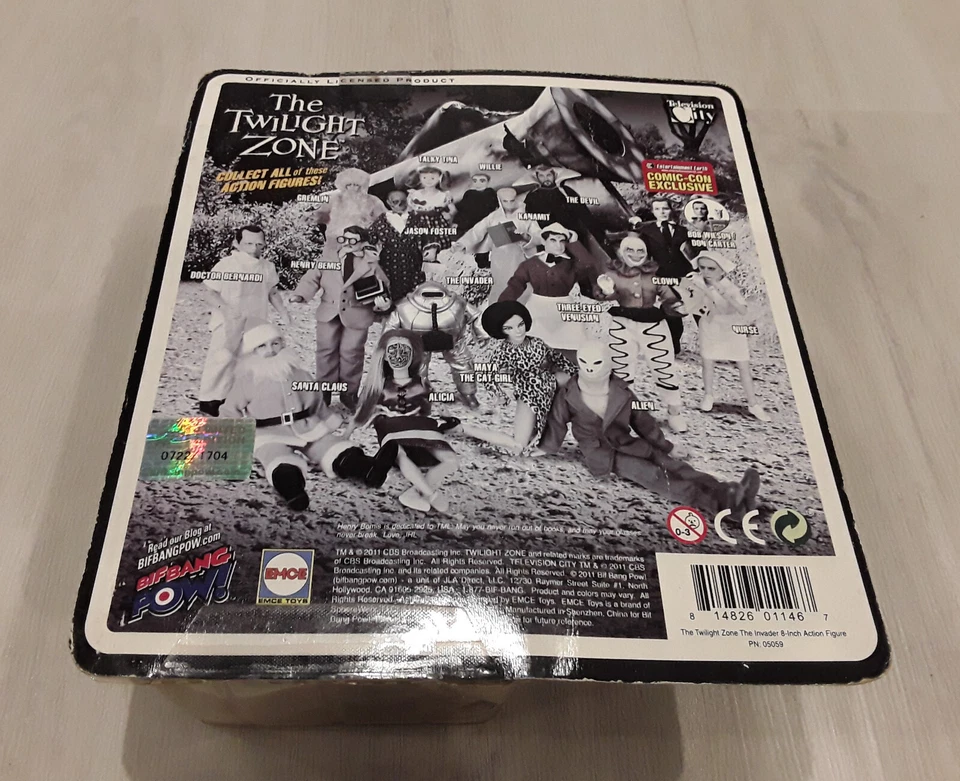 OFFICIALLY LICENSED PRODUCT
The
TWILIGHT
ZONE
COLLECT ALL of these
ACTION FIGURES!
Television
City
Entertainment Earth
COMIC-CON
EXCLUSIVE
TALKY TINA
WILLIE
GREMLIN
THE DEVIL
KANAMIT
JASON FOSTER
BOB WILSON /
DON CARTER
HENRY BEMIS
DOCTOR BERNARDI
THE INVADER
CLOWN
THREE EYED
VENUSIAN
NURSE
MAYA
THE CAT GIRL
SANTA CLAUS
ALICIA
ALIEN
0722 1704
Read our Blog at
BIFBANGPOW.com
BIF BANG
POW!
EMCE
EMCE TOYS
Henry Bemis is dedicated to TML. May you never run out of books, and may your glasses
never break. Love, JHL
TM & © 2011 CBS Broadcasting Inc. TWILIGHT ZONE and related marks are trademarks
of CBS Broadcasting Inc. All Rights Reserved. TELEVISION CITY TM & © 2011 CBS
Broadcasting Inc. and its related companies. All Rights Reserved. © 2011 Bif Bang Pow!
(bifbangpow.com) - a unit of JLA Direct, LLC. 12730 Raymer Street Suite #1, North
Hollywood, CA 91605 USA 1-877-BIF-BANG. Product and colors may vary. All
Rights Reserved. by EMCE Toys. EMCE Toys is a brand of
Manufactured in Shenzhen, China for Bif
Bang Pow! for future reference.
0-3
CE
8 14826 01146 7
The Twilight Zone The Invader 8-Inch Action Figure
PN: 05059